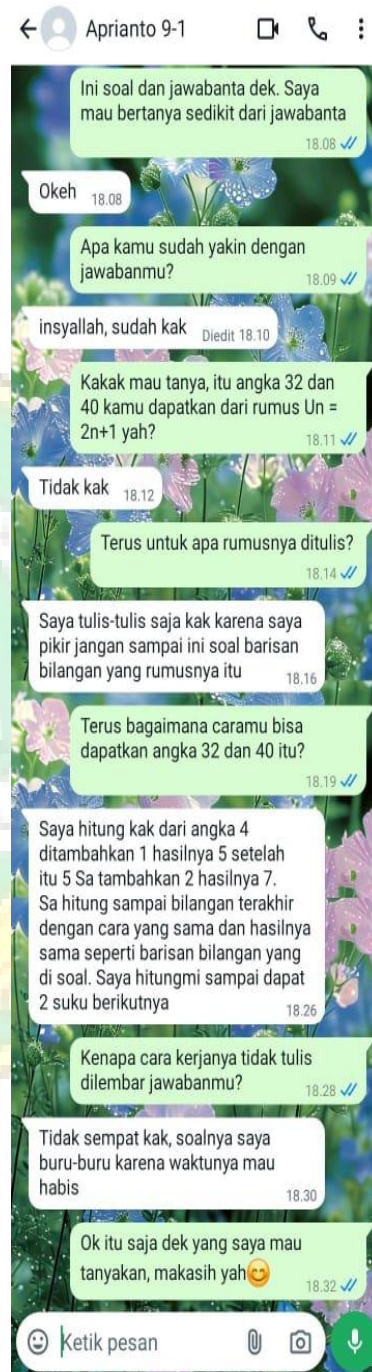 Aprianto 9-1
Ini soal dan jawabanta dek. Saya
mau bertanya sedikit dari jawabanta
18.08
Okeh 18.08
Apa kamu sudah yakin dengan
jawabanmu?
18.09
insyallah, sudah kak Diedit 18.10
Kakak mau tanya, itu angka 32 dan
40 kamu dapatkan dari rumus Un =
2n+1 yah?
18.11
Tidak kak 18.12
Terus untuk apa rumusnya ditulis?
18.14
Saya tulis-tulis saja kak karena saya
pikir jangan sampai ini soal barisan
bilangan yang rumusnya itu 18.16
Terus bagaimana caramu bisa
dapatkan angka 32 dan 40 itu?
18.19
Saya hitung kak dari angka 4
ditambahkan 1 hasilnya 5 setelah
itu 5 Sa tambahkan 2 hasilnya 7.
Sa hitung sampai bilangan terakhir
dengan cara yang sama dan hasilnya
sama seperti barisan bilangan yang
di soal. Saya hitungmi sampai dapat
2 suku berikutnya 18.26
Kenapa cara kerjanya tidak tulis
dilembar jawabanmu?
18.28
Tidak sempat kak, soalnya saya
buru-buru karena waktunya mau
habis 18.30
Ok itu saja dek yang saya mau
tanyakan, makasih yah😊
18.32
Ketik pesan